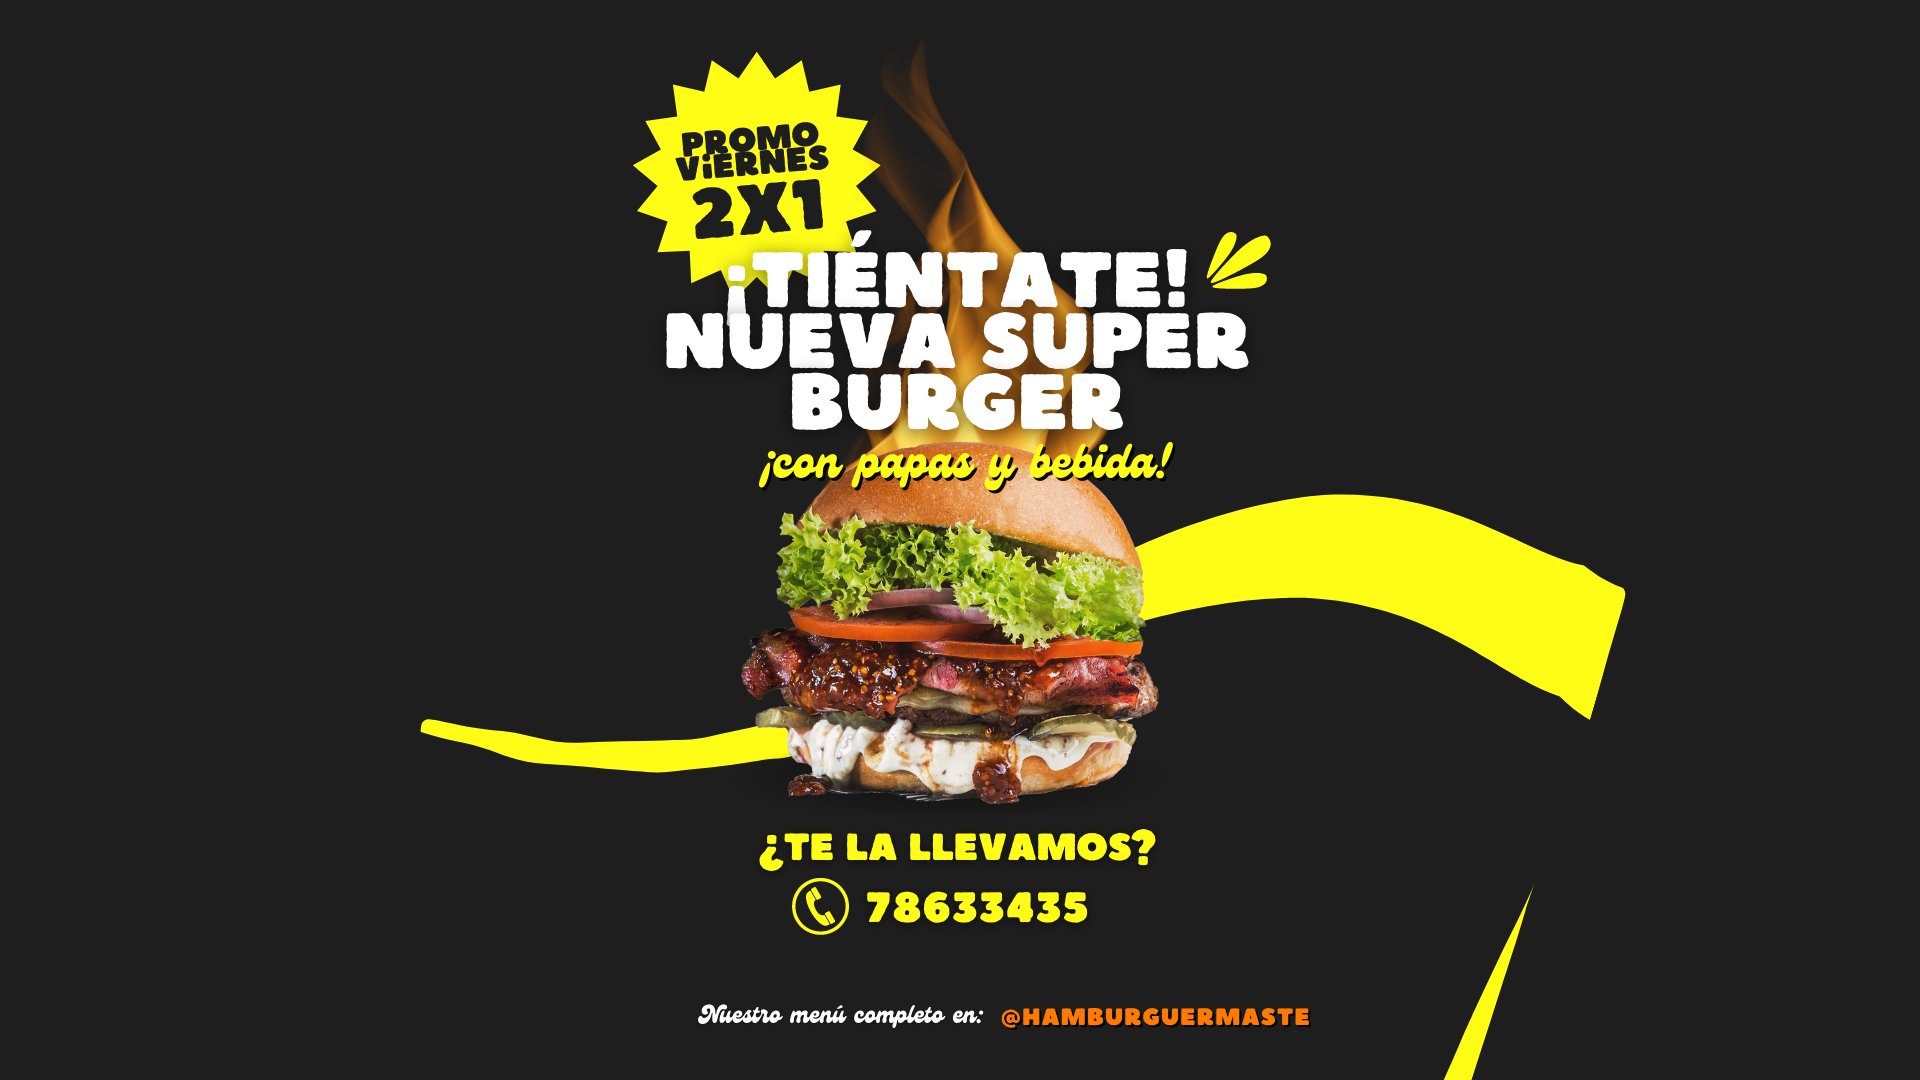 PROMO
ViERNES
2X1
¡TIÉNTATE!
NUEVA SUPER
BURGER
¡con papas y bebida!
¿TE LA LLEVAMOS?
78633435
Nuestro menú completo en: @HAMBURGUERMASTE